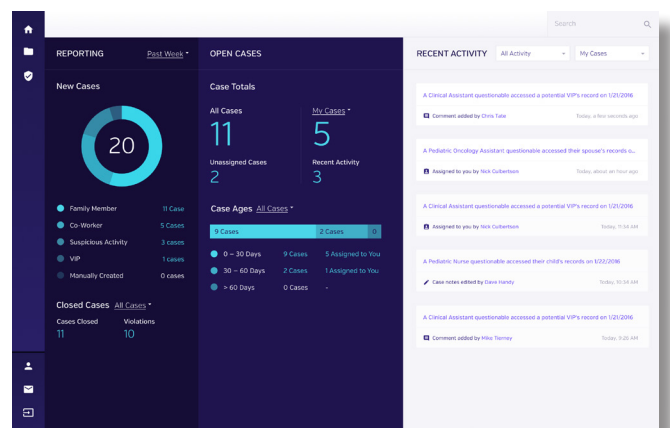 Search
REPORTING
Past Week
New Cases
20
Family Member 11 Case
Co-Worker 5 Cases
Suspicious Activity 3 cases
VIP 1 cases
Manually Created 0 cases
Closed Cases All Cases
Cases Closed Violations
11 10
OPEN CASES
Case Totals
All Cases My Cases
11 5
Unassigned Cases Recent Activity
2 3
Case Ages All Cases
9 Cases 2 Cases 0
0 – 30 Days 9 Cases 5 Assigned to You
30 – 60 Days 2 Cases 1 Assigned to You
> 60 Days 0 Cases -
RECENT ACTIVITY All Activity My Cases
A Clinical Assistant questionable accessed a potential VIP's record on 1/21/2016
Comment added by Chris Tate Today, a few seconds ago
A Pediatric Oncology Assistant questionable accessed their spouse's records o...
Assigned to you by Nick Culbertson Today, about an hour ago
A Clinical Assistant questionable accessed a potential VIP's record on 1/21/2016
Assigned to you by Nick Culbertson Today, 11:34 AM
A Pediatric Nurse questionable accessed their child's records on 1/22/2016
Case notes edited by Dave Handy Today, 10:34 AM
A Clinical Assistant questionable accessed a potential VIP's record on 1/21/2016
Comment added by Mike Tierney Today, 9:26 AM